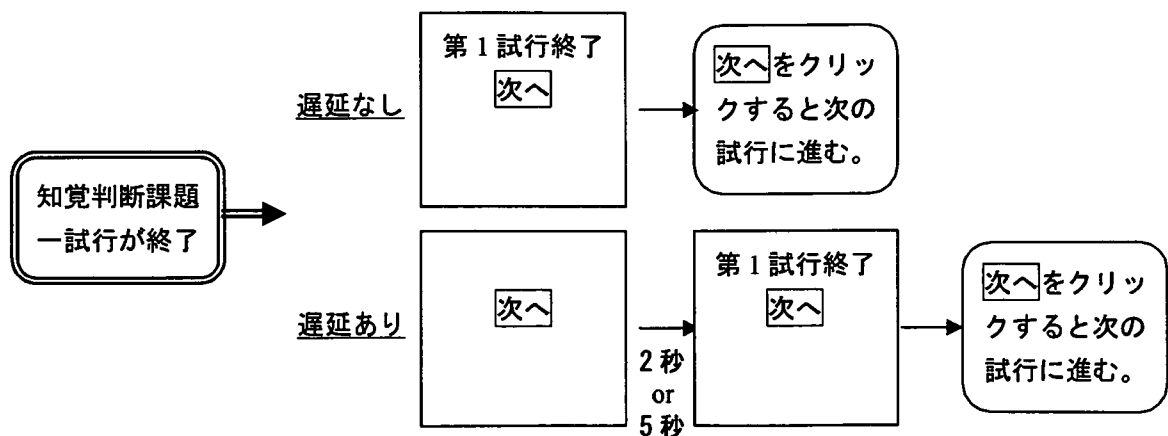 知覚判断課題
一試行が終了
遅延なし
第1試行終了
次へ
次へをクリッ
クすると次の
試行に進む。
遅延あり
次へ
2秒
or
5秒
第1試行終了
次へ
次へをクリッ
クすると次の
試行に進む。